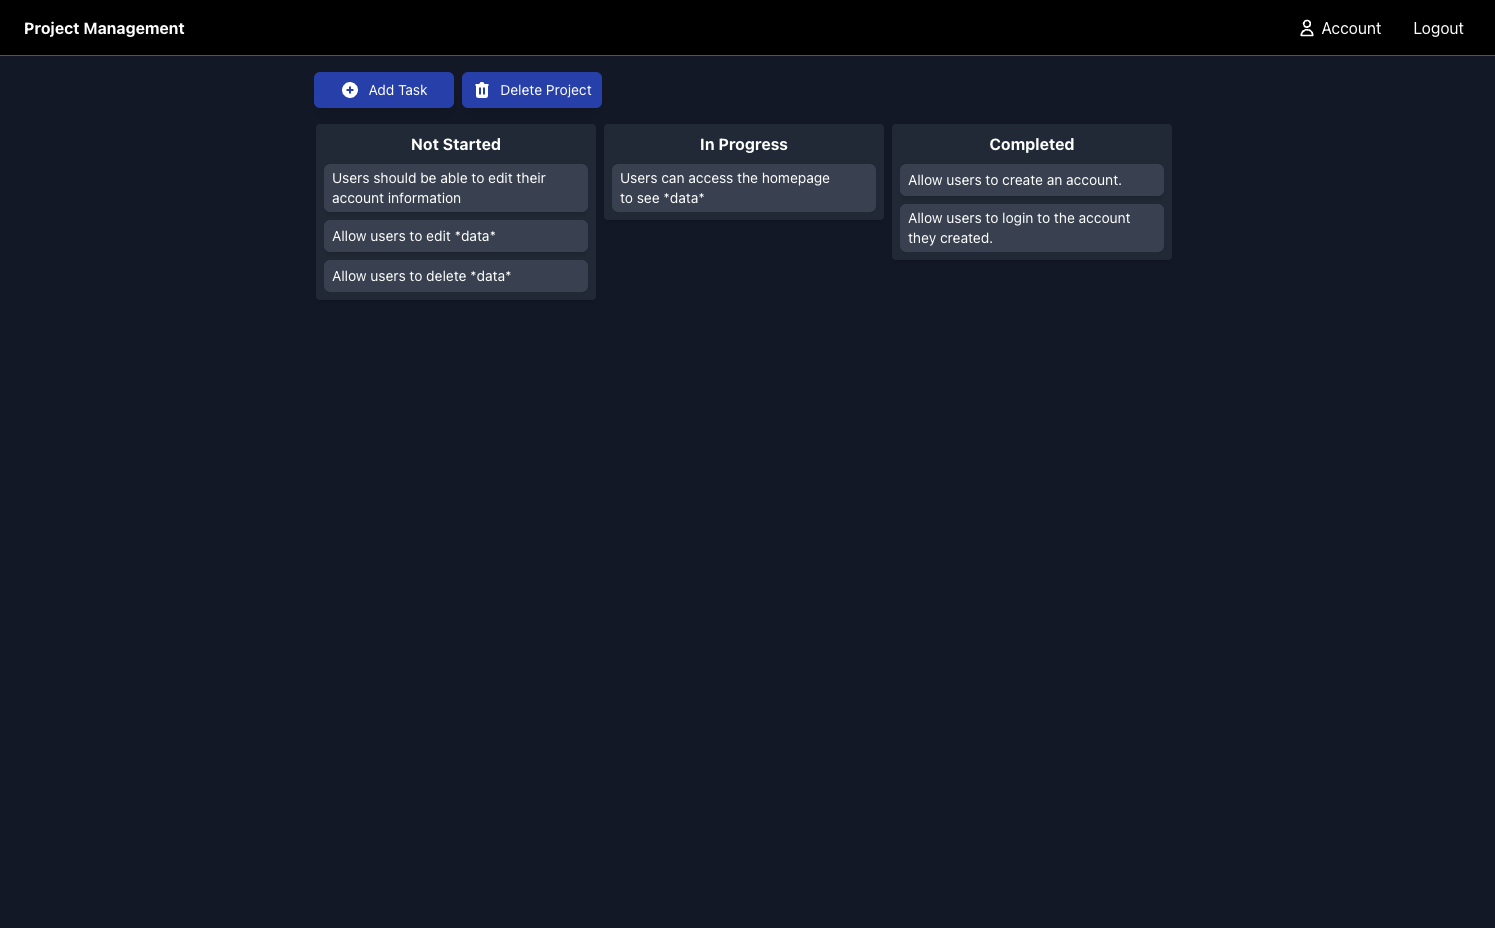 Project Management
Account
Logout
Add Task
Delete Project
Not Started
Users should be able to edit their
account information
Allow users to edit *data*
Allow users to delete *data*
In Progress
Users can access the homepage
to see *data*
Completed
Allow users to create an account.
Allow users to login to the account
they created.